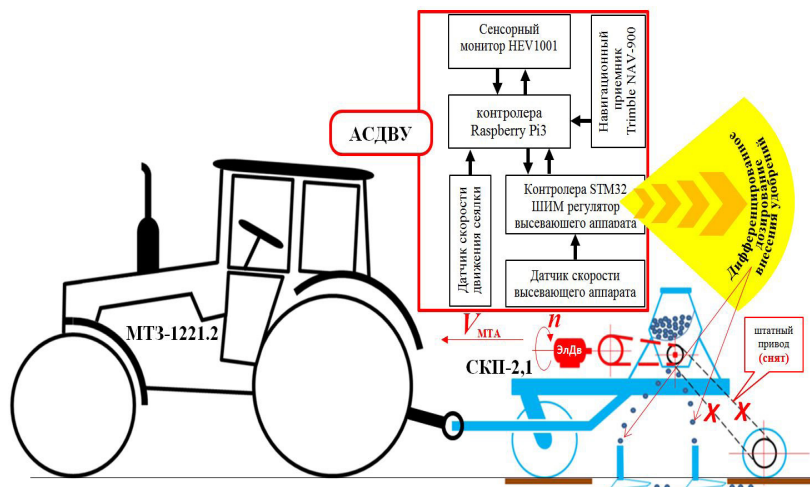 Сенсорный
монитор HEV1001
контролера
Raspberry Pi3
Навигационный
приемник
Trimble NAV-900
АСДВУ
Датчик скорости
движения сеялки
Контролера STM32
ШИМ регулятор
высевающего аппарата
Датчик скорости
высевающего аппарата
Дифференцированное
дозирование
внесения удобрений
МТЗ-1221.2
V МТА
n
ЭлДв
СКП-2,1
штатный
привод
(снят)
X X